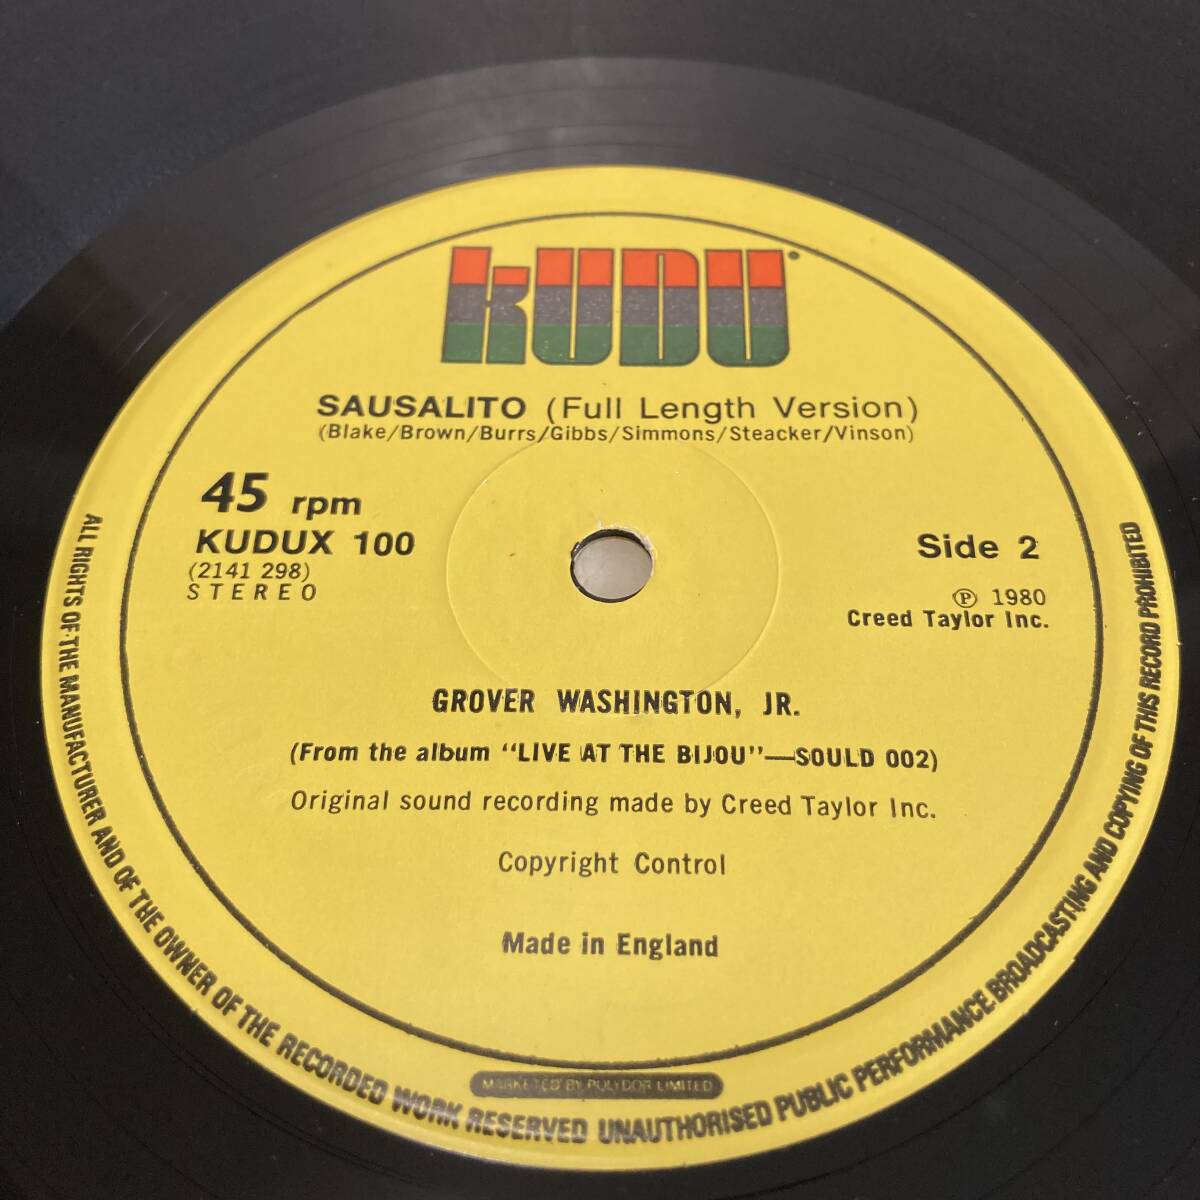 KUDU
SAUSALITO (Full Length Version)
(Blake/Brown/Burrs/Gibbs/Simmons/Steacker/Vinson)
45 rpm
KUDUX 100
(2141 298)
STEREO
Side 2
℗ 1980
Creed Taylor Inc.
GROVER WASHINGTON, JR.
(From the album “LIVE AT THE BIJOU”—SOULD 002)
Original sound recording made by Creed Taylor Inc.
Copyright Control
Made in England
MARKETED BY POLYDOR LIMITED
ALL RIGHTS OF THE MANUFACTURER AND OF THE OWNER OF THE RECORDED WORK RESERVED UNAUTHORISED PUBLIC PERFORMANCE BROADCASTING AND COPYING OF THIS RECORD PROHIBITED